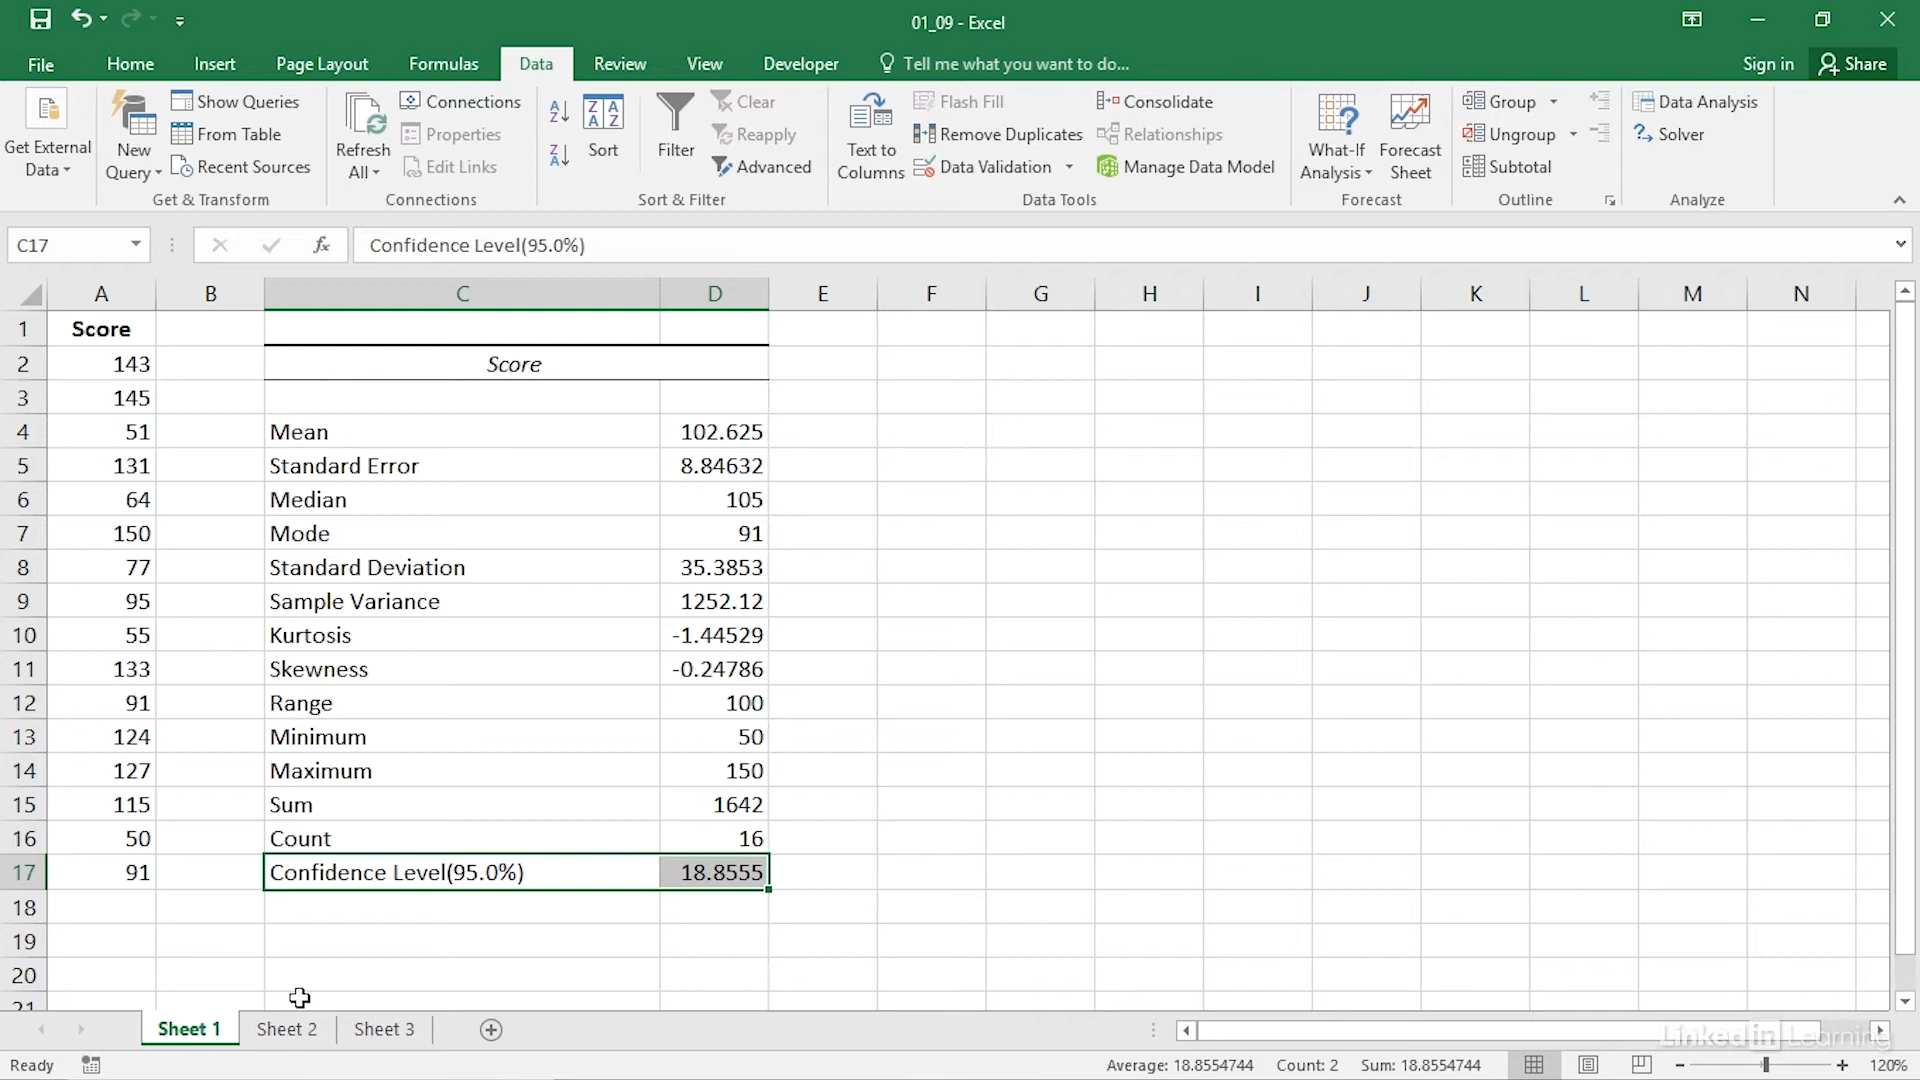 01_09 - Excel
File Home Insert Page Layout Formulas Data Review View Developer Tell me what you want to do... Sign in Share
Get External Data
New Query
Show Queries
From Table
Recent Sources
Get & Transform
Refresh All
Connections
Properties
Edit Links
Connections
Sort
Filter
Clear
Reapply
Advanced
Sort & Filter
Text to Columns
Flash Fill
Remove Duplicates
Data Validation
Consolidate
Relationships
Manage Data Model
Data Tools
What-If Analysis
Forecast Sheet
Forecast
Group
Ungroup
Subtotal
Outline
Data Analysis
Solver
Analyze
C17 fx Confidence Level(95.0%)
A B C D E F G H I J K L M N
1 Score
2 143 Score
3 145
4 51 Mean 102.625
5 131 Standard Error 8.84632
6 64 Median 105
7 150 Mode 91
8 77 Standard Deviation 35.3853
9 95 Sample Variance 1252.12
10 55 Kurtosis -1.44529
11 133 Skewness -0.24786
12 91 Range 100
13 124 Minimum 50
14 127 Maximum 150
15 115 Sum 1642
16 50 Count 16
17 91 Confidence Level(95.0%) 18.8555
18
19
20
21
Sheet 1 Sheet 2 Sheet 3
Linked in Learning
Ready Average: 18.8554744 Count: 2 Sum: 18.8554744 120%